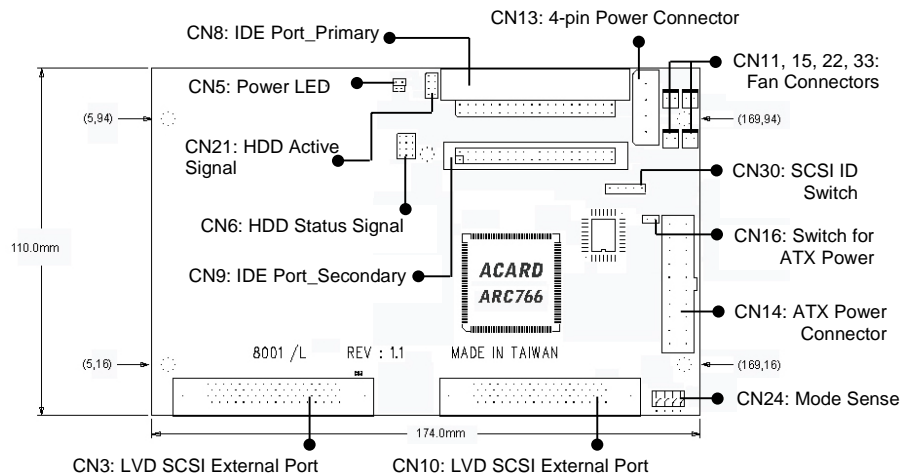 CN13: 4-pin Power Connector
CN8: IDE Port_Primary
CN11, 15, 22, 33:
Fan Connectors
CN5: Power LED
(5,94)
(169,94)
CN21: HDD Active
Signal
CN30: SCSI ID
Switch
CN6: HDD Status Signal
CN16: Switch for
ATX Power
110.0mm
CN9: IDE Port_Secondary
ACARD
ARC766
CN14: ATX Power
Connector
8001 /L REV : 1.1 MADE IN TAIWAN
(5,16)
(169,16)
CN24: Mode Sense
174.0mm
CN3: LVD SCSI External Port
CN10: LVD SCSI External Port